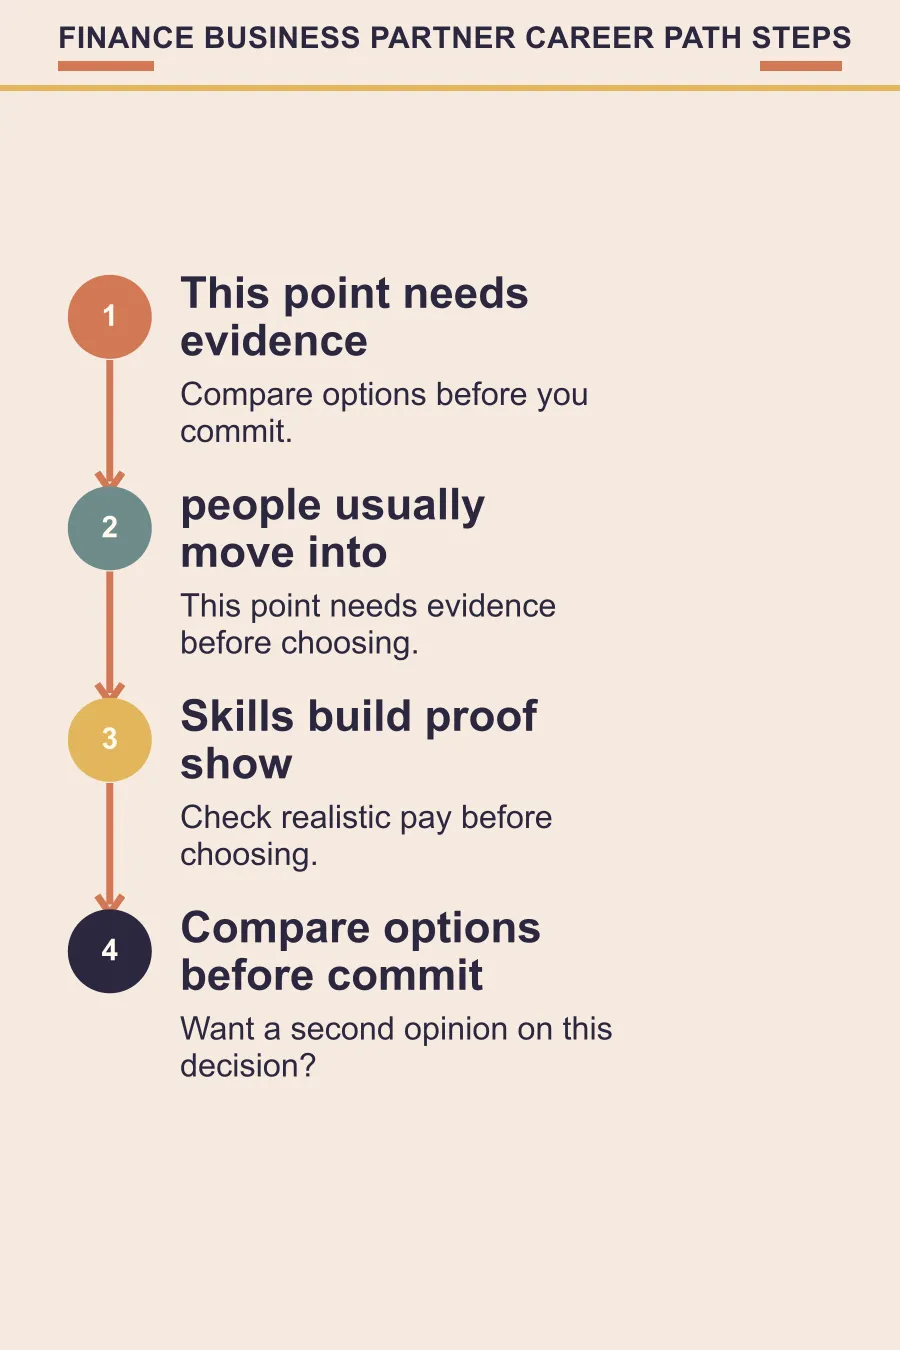 FINANCE BUSINESS PARTNER CAREER PATH STEPS
1
This point needs
evidence
Compare options before you
commit.
2
people usually
move into
This point needs evidence
before choosing.
3
Skills build proof
show
Check realistic pay before
choosing.
4
Compare options
before commit
Want a second opinion on this
decision?